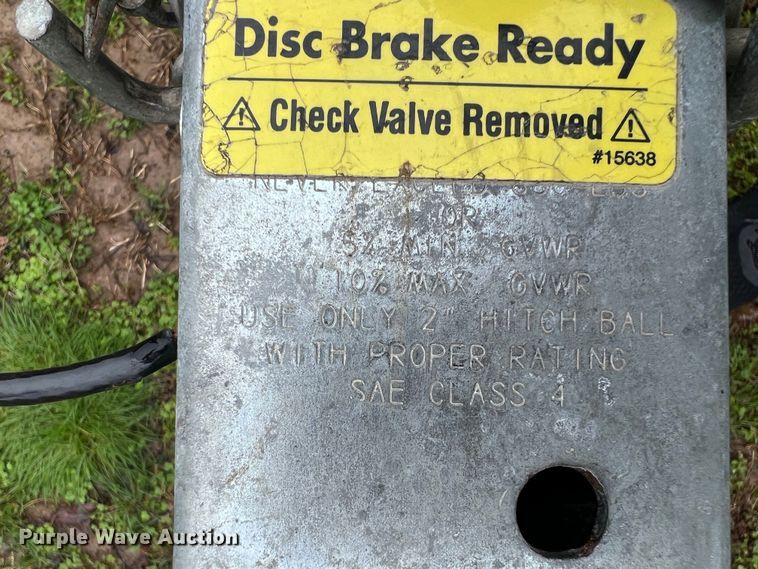 Disc Brake Ready
Check Valve Removed
#15638
NEVER EXCEED LBS
OR
5% MIN. GVWR
10% MAX. GVWR
USE ONLY 2" HITCH BALL
WITH PROPER RATING
SAE CLASS 4
Purple Wave Auction